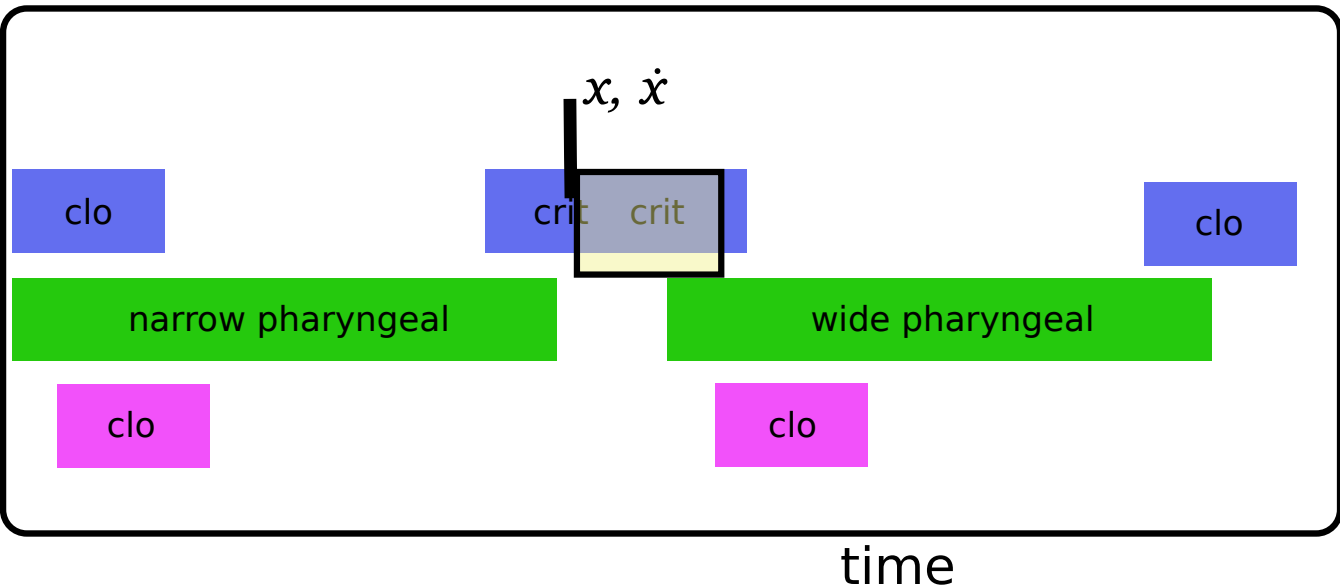 x, ẋ
clo crit crit clo
narrow pharyngeal wide pharyngeal
clo clo
time